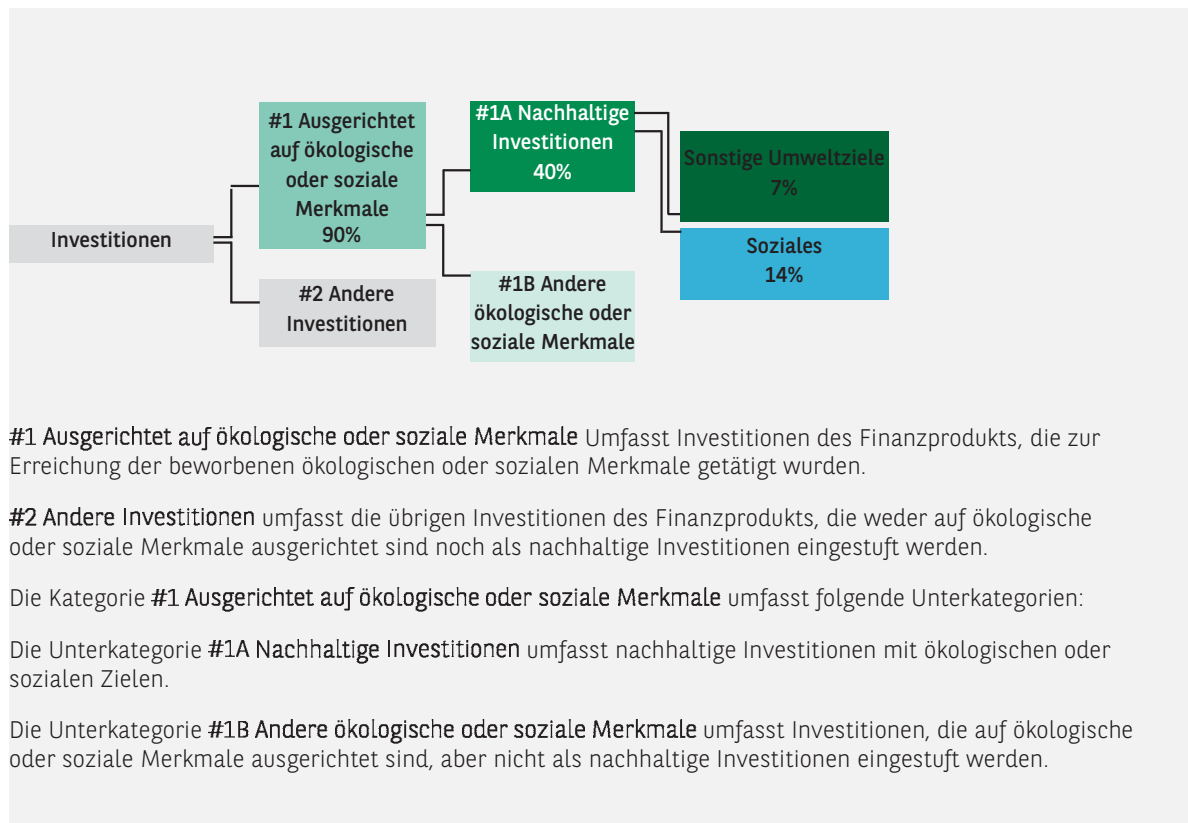 Investitionen
#1 Ausgerichtet
auf ökologische
oder soziale
Merkmale
90%
#2 Andere
Investitionen
#1A Nachhaltige
Investitionen
40%
#1B Andere
ökologische oder
soziale Merkmale
Sonstige Umweltziele
7%
Soziales
14%
#1 Ausgerichtet auf ökologische oder soziale Merkmale Umfasst Investitionen des Finanzprodukts, die zur
Erreichung der beworbenen ökologischen oder sozialen Merkmale getätigt wurden.
#2 Andere Investitionen umfasst die übrigen Investitionen des Finanzprodukts, die weder auf ökologische
oder soziale Merkmale ausgerichtet sind noch als nachhaltige Investitionen eingestuft werden.
Die Kategorie #1 Ausgerichtet auf ökologische oder soziale Merkmale umfasst folgende Unterkategorien:
Die Unterkategorie #1A Nachhaltige Investitionen umfasst nachhaltige Investitionen mit ökologischen oder
sozialen Zielen.
Die Unterkategorie #1B Andere ökologische oder soziale Merkmale umfasst Investitionen, die auf ökologische
oder soziale Merkmale ausgerichtet sind, aber nicht als nachhaltige Investitionen eingestuft werden.